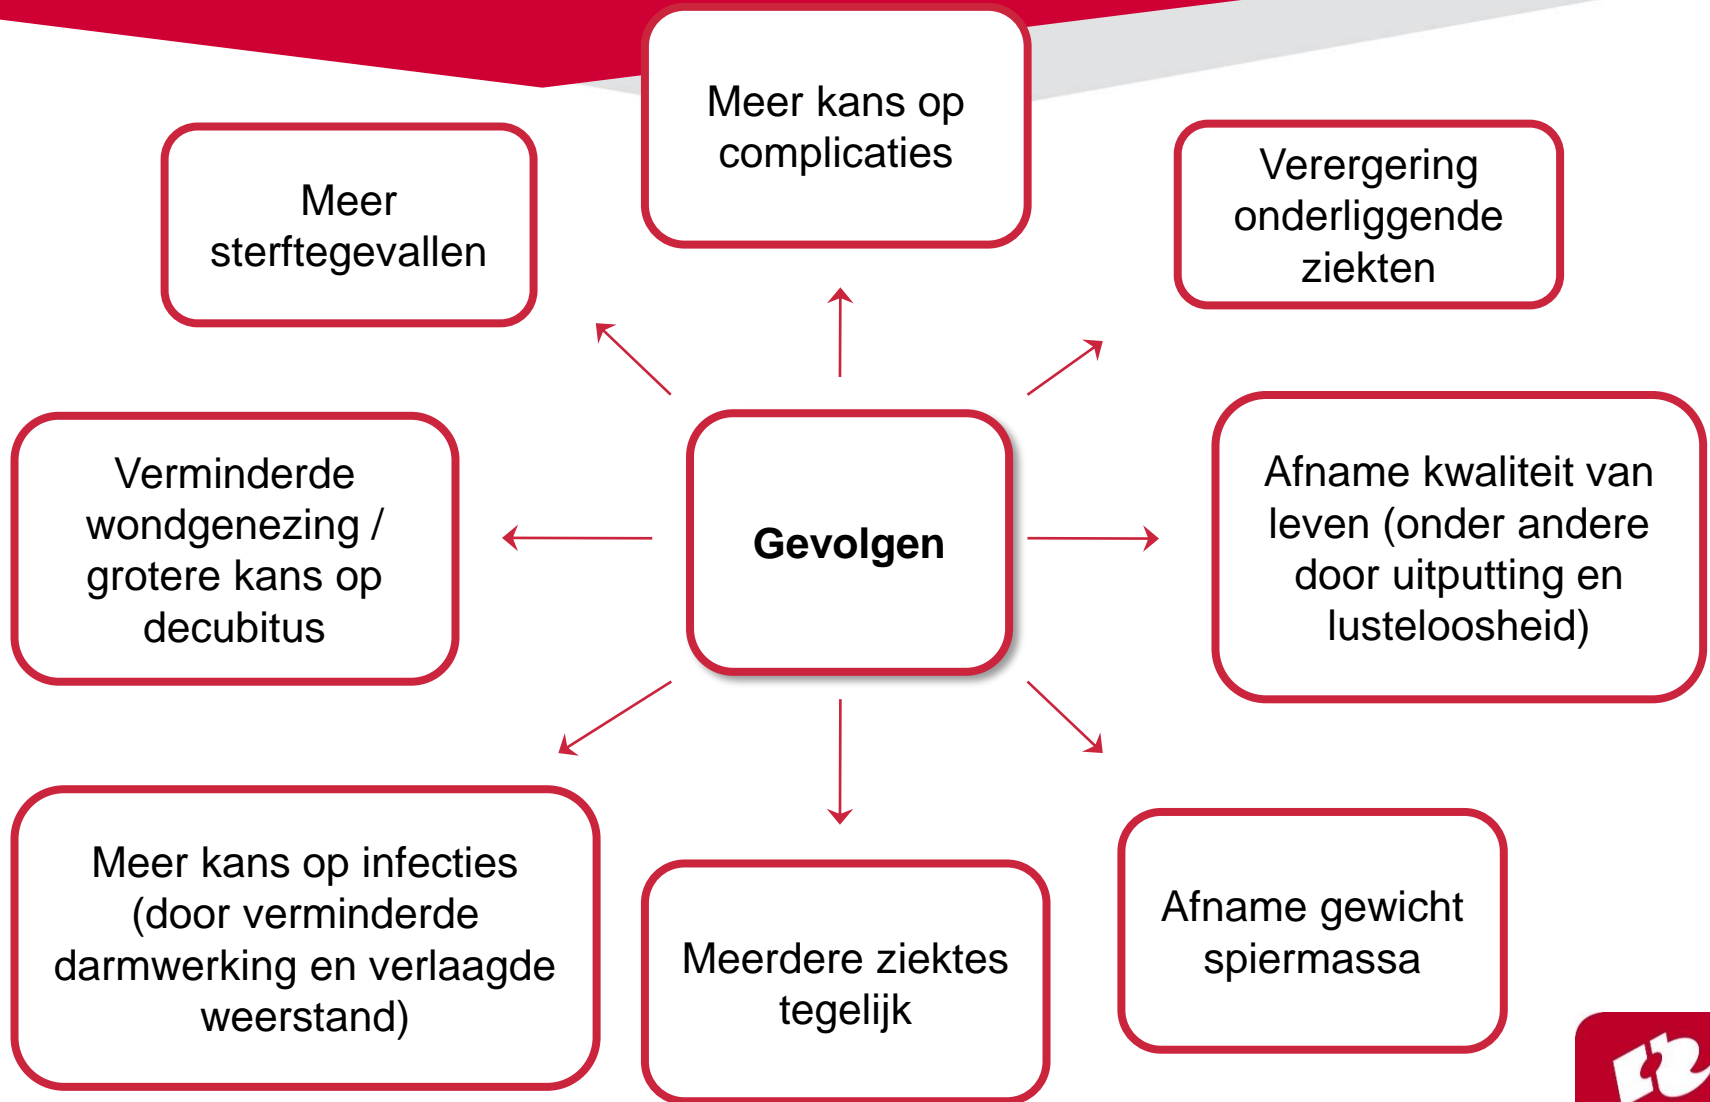 Meer kans op
complicaties
Meer
sterftegevallen
Verergering
onderliggende
ziekten
Verminderde
wondgenezing /
grotere kans op
decubitus
Gevolgen
Afname kwaliteit van
leven (onder andere
door uitputting en
lusteloosheid)
Meer kans op infecties
(door verminderde
darmwerking en verlaagde
weerstand)
Meerdere ziektes
tegelijk
Afname gewicht
spiermassa